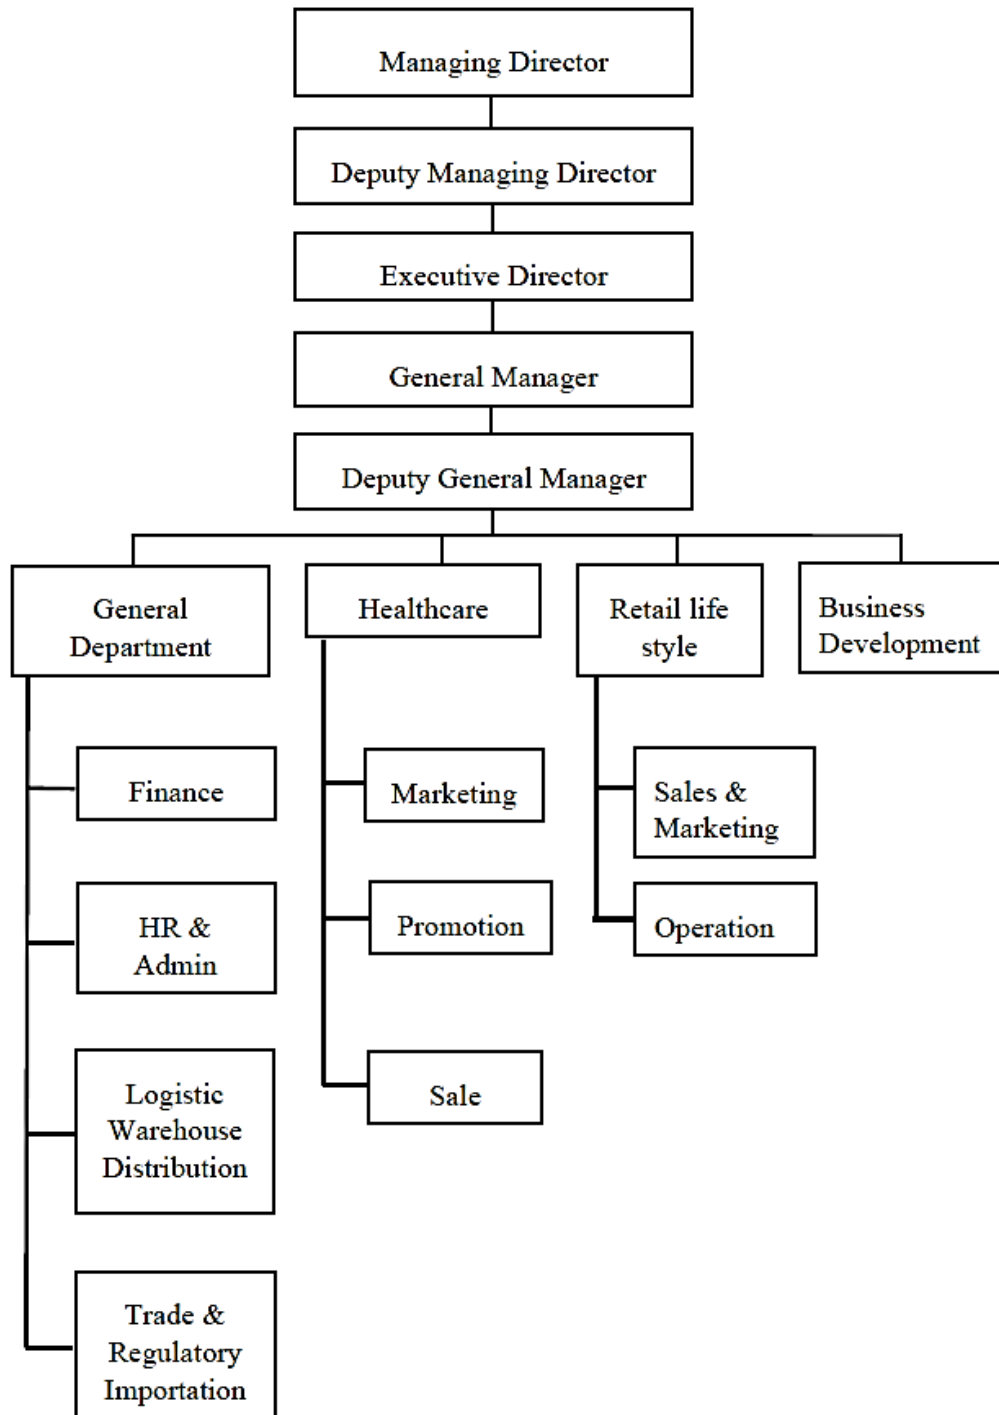 Managing Director
Deputy Managing Director
Executive Director
General Manager
Deputy General Manager
General
Department
Healthcare
Retail life
style
Business
Development
Finance
HR &
Admin
Logistic
Warehouse
Distribution
Trade &
Regulatory
Importation
Marketing
Promotion
Sale
Sales &
Marketing
Operation